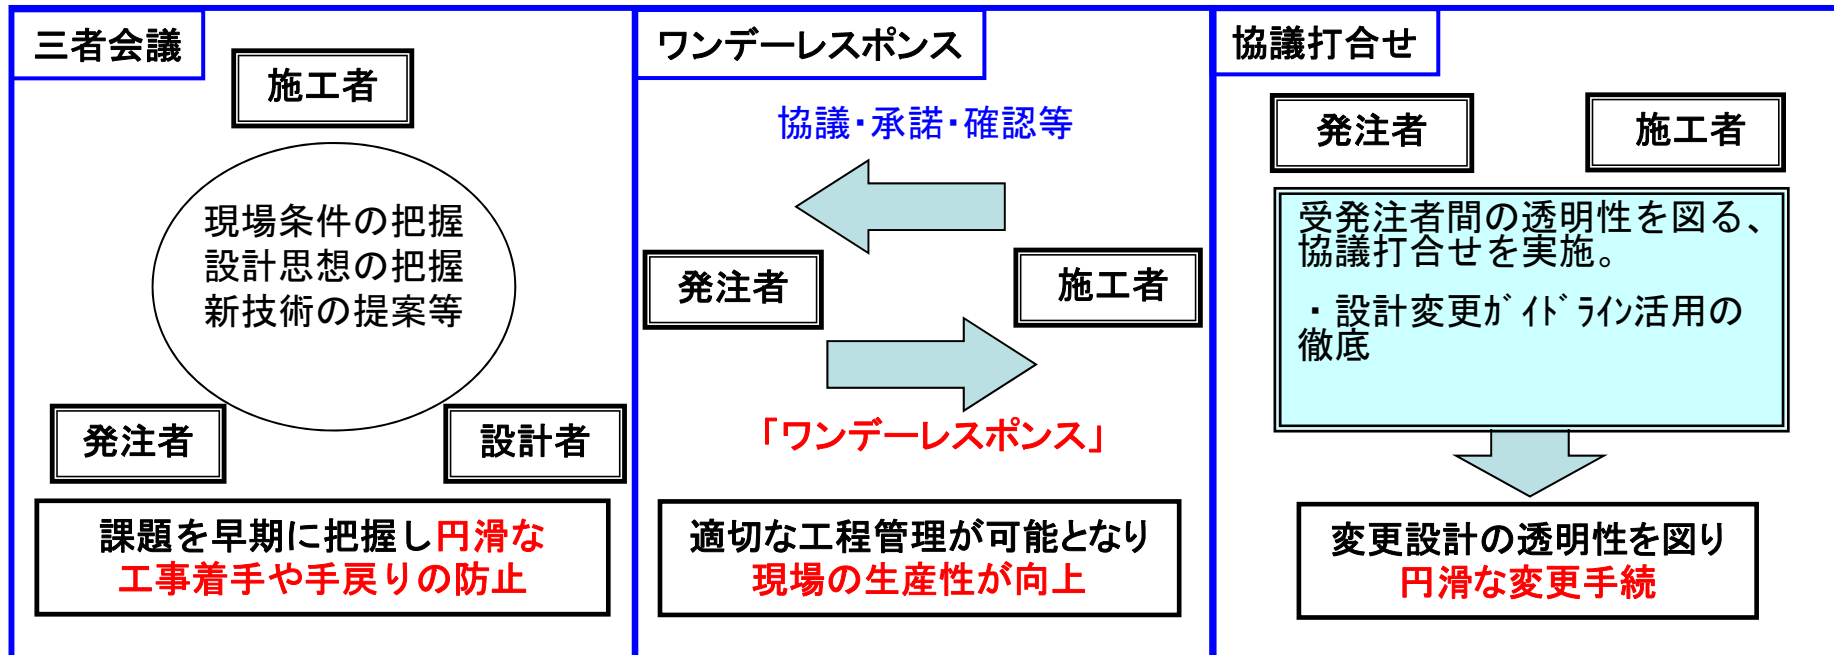 三者会議
施工者
現場条件の把握
設計思想の把握
新技術の提案等
発注者
設計者
課題を早期に把握し円滑な
工事着手や手戻りの防止
ワンデーレスポンス
協議・承諾・確認等
発注者
施工者
「ワンデーレスポンス」
適切な工程管理が可能となり
現場の生産性が向上
協議打合せ
発注者
施工者
受発注者間の透明性を図る、
協議打合せを実施。
・設計変更ｶﾞｲﾄﾞﾗｲﾝ活用の
徹底
変更設計の透明性を図り
円滑な変更手続